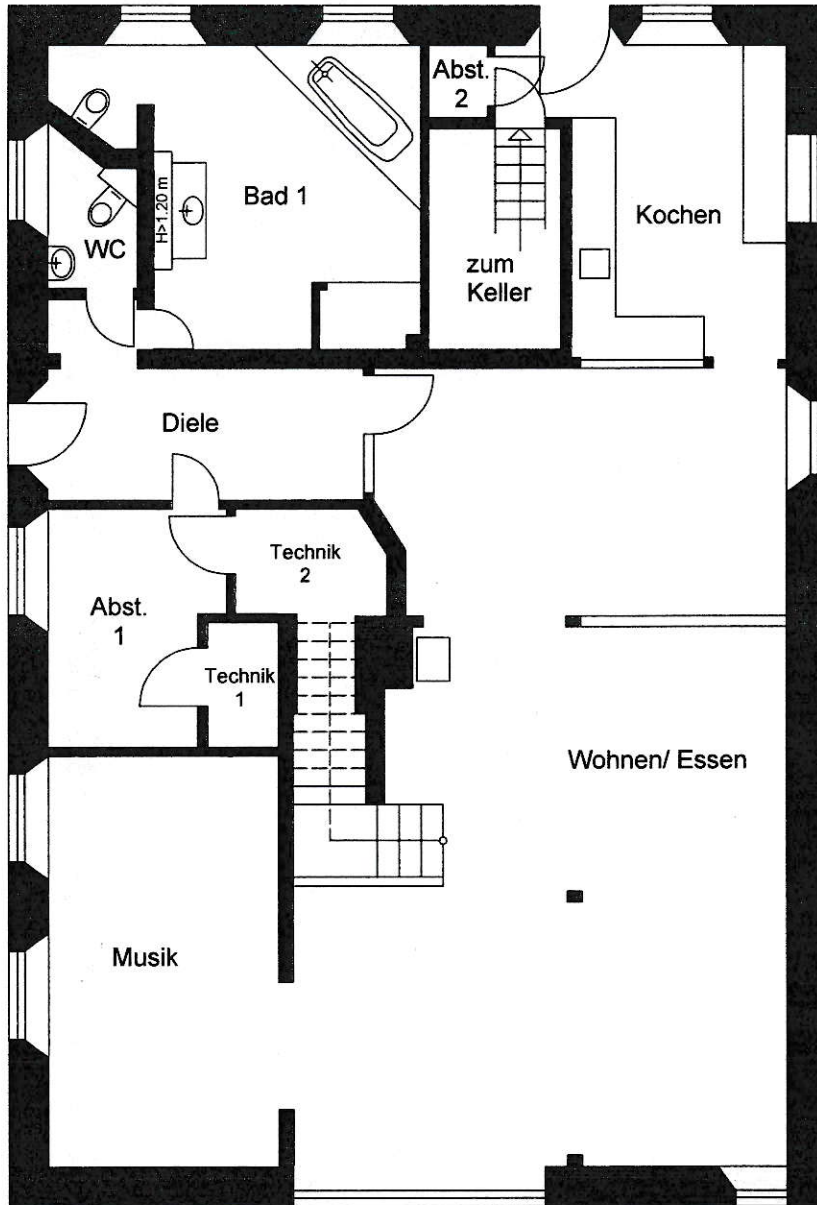 Abst.
2
Bad 1
H>1.20 m
Kochen
WC
zum
Keller
Diele
Technik
2
Abst.
1
Technik
1
Wohnen/ Essen
Musik